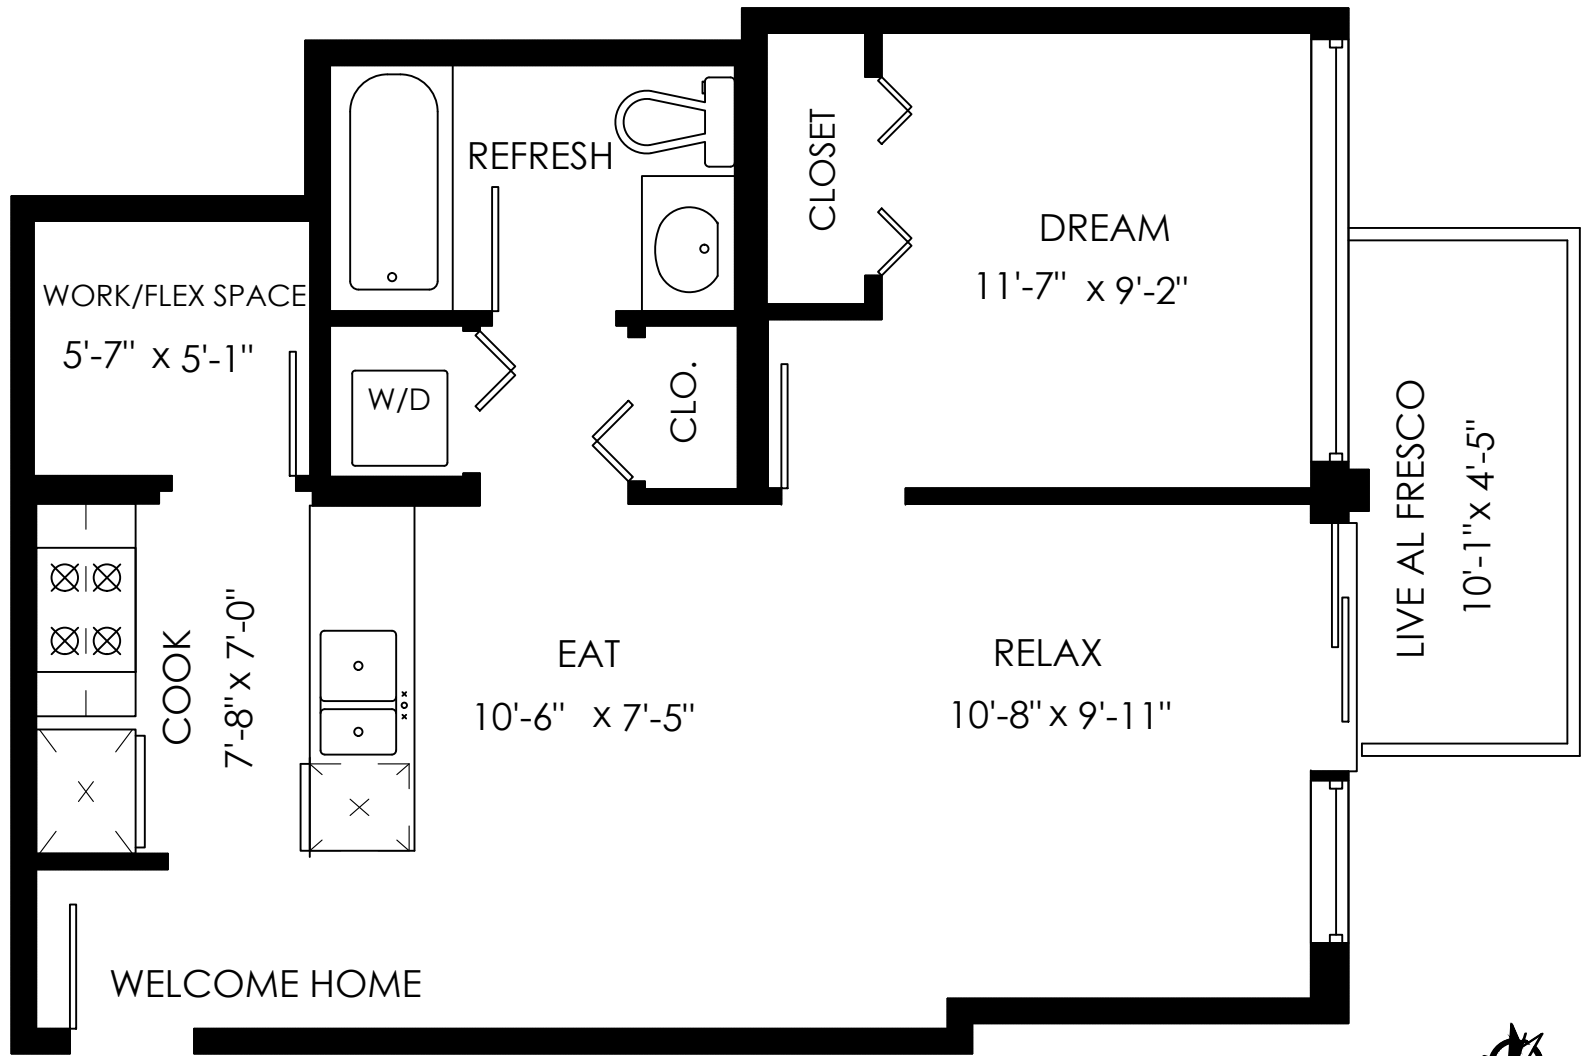 REFRESH
CLOSET
DREAM
11'-7" x 9'-2"
WORK/FLEX SPACE
5'-7" x 5'-1"
W/D
CLO.
LIVE AL FRESCO
10'-1" x 4'-5"
COOK
7'-8" x 7'-0"
EAT
10'-6" x 7'-5"
RELAX
10'-8" x 9'-11"
WELCOME HOME